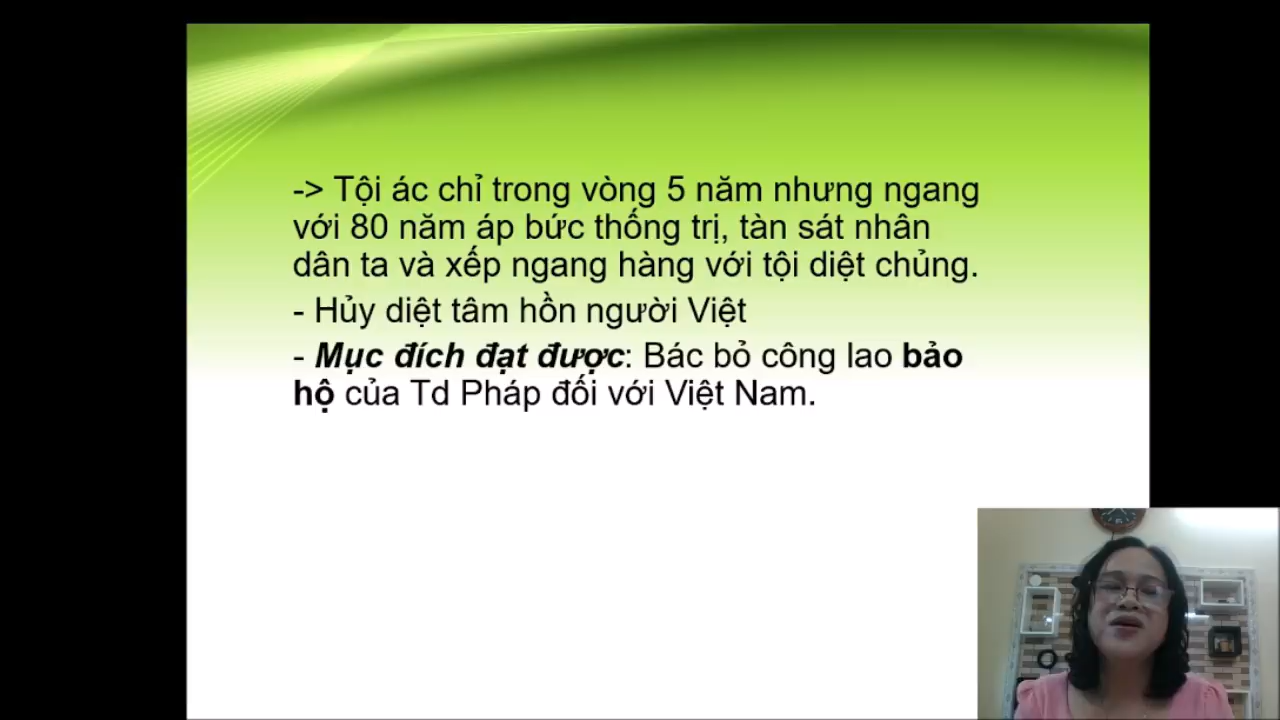 -> Tội ác chỉ trong vòng 5 năm nhưng ngang
với 80 năm áp bức thống trị, tàn sát nhân
dân ta và xếp ngang hàng với tội diệt chủng.
- Hủy diệt tâm hồn người Việt
- Mục đích đạt được: Bác bỏ công lao bảo
hộ của Td Pháp đối với Việt Nam.